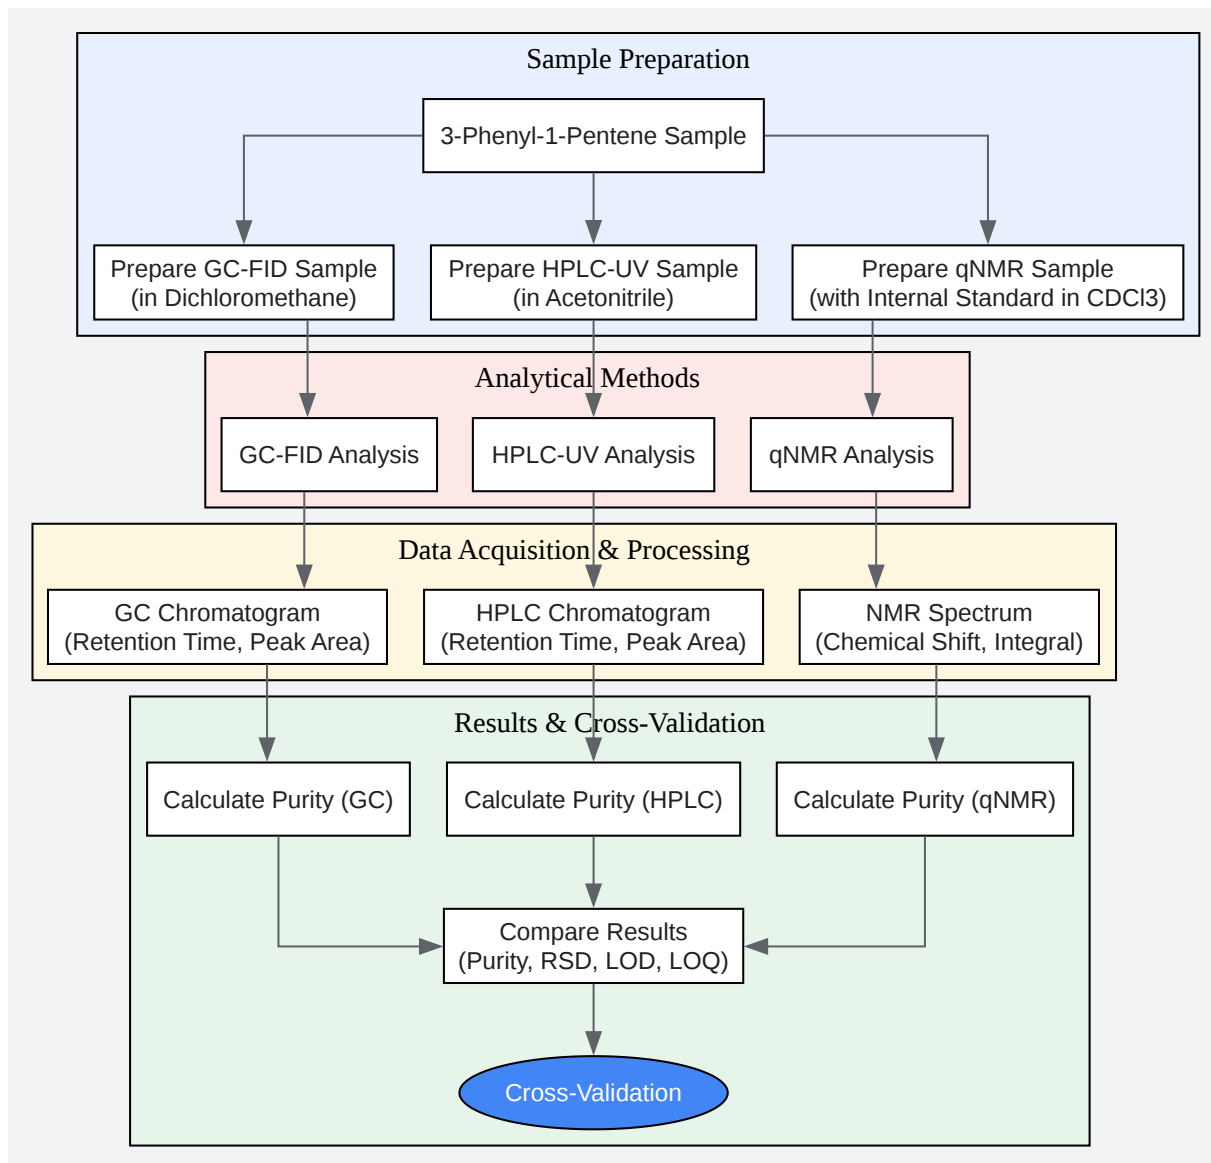 Sample Preparation
3-Phenyl-1-Pentene Sample
Prepare GC-FID Sample
(in Dichloromethane)
Prepare HPLC-UV Sample
(in Acetonitrile)
Prepare qNMR Sample
(with Internal Standard in CDCl3)
Analytical Methods
GC-FID Analysis
HPLC-UV Analysis
qNMR Analysis
Data Acquisition & Processing
GC Chromatogram
(Retention Time, Peak Area)
HPLC Chromatogram
(Retention Time, Peak Area)
NMR Spectrum
(Chemical Shift, Integral)
Results & Cross-Validation
Calculate Purity (GC)
Calculate Purity (HPLC)
Calculate Purity (qNMR)
Compare Results
(Purity, RSD, LOD, LOQ)
Cross-Validation